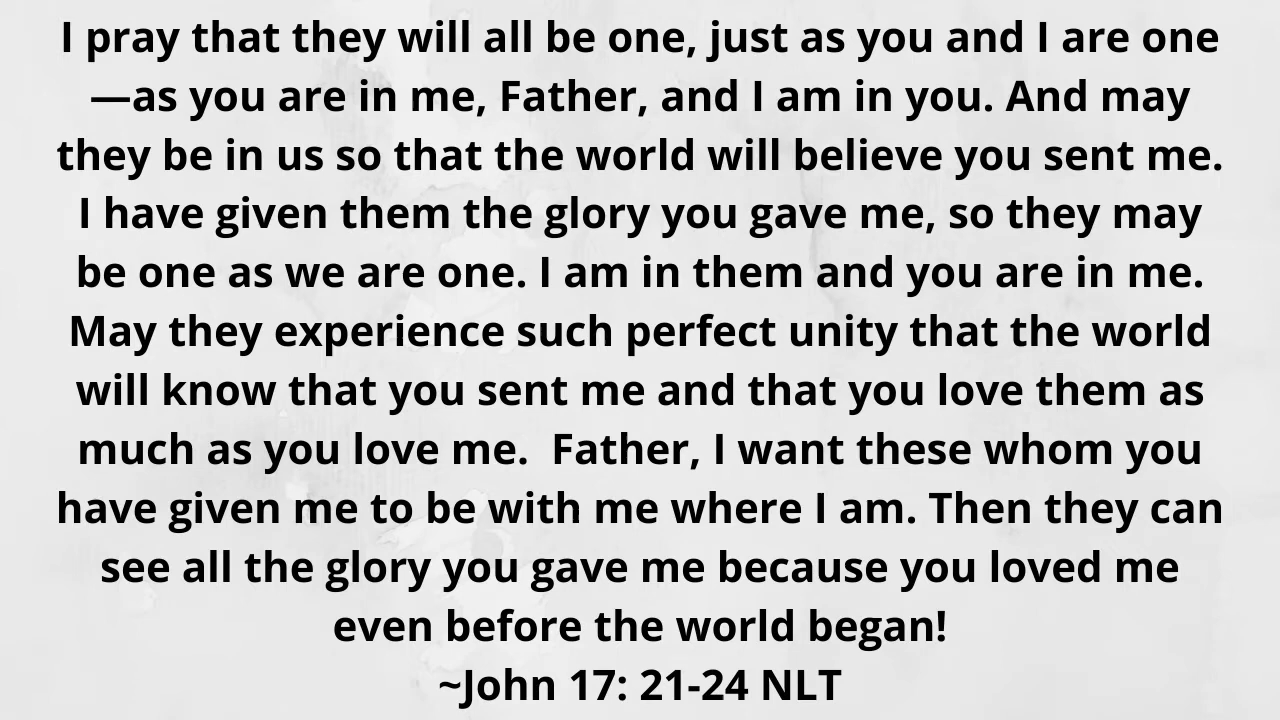 I pray that they will all be one, just as you and I are one
—as you are in me, Father, and I am in you. And may
they be in us so that the world will believe you sent me.
I have given them the glory you gave me, so they may
be one as we are one. I am in them and you are in me.
May they experience such perfect unity that the world
will know that you sent me and that you love them as
much as you love me.  Father, I want these whom you
have given me to be with me where I am. Then they can
see all the glory you gave me because you loved me
even before the world began!
~John 17: 21-24 NLT